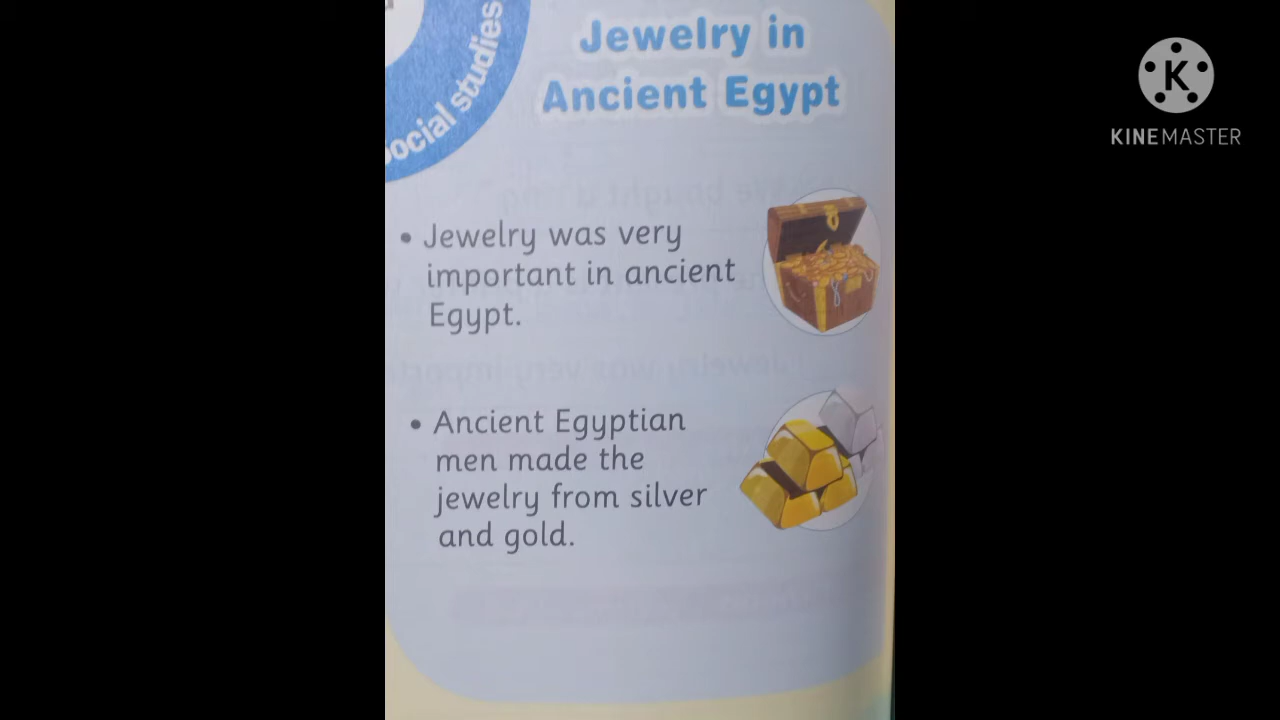 Social studies
Jewelry in
Ancient Egypt
• Jewelry was very
important in ancient
Egypt.
• Ancient Egyptian
men made the
jewelry from silver
and gold.
K
KINEMASTER